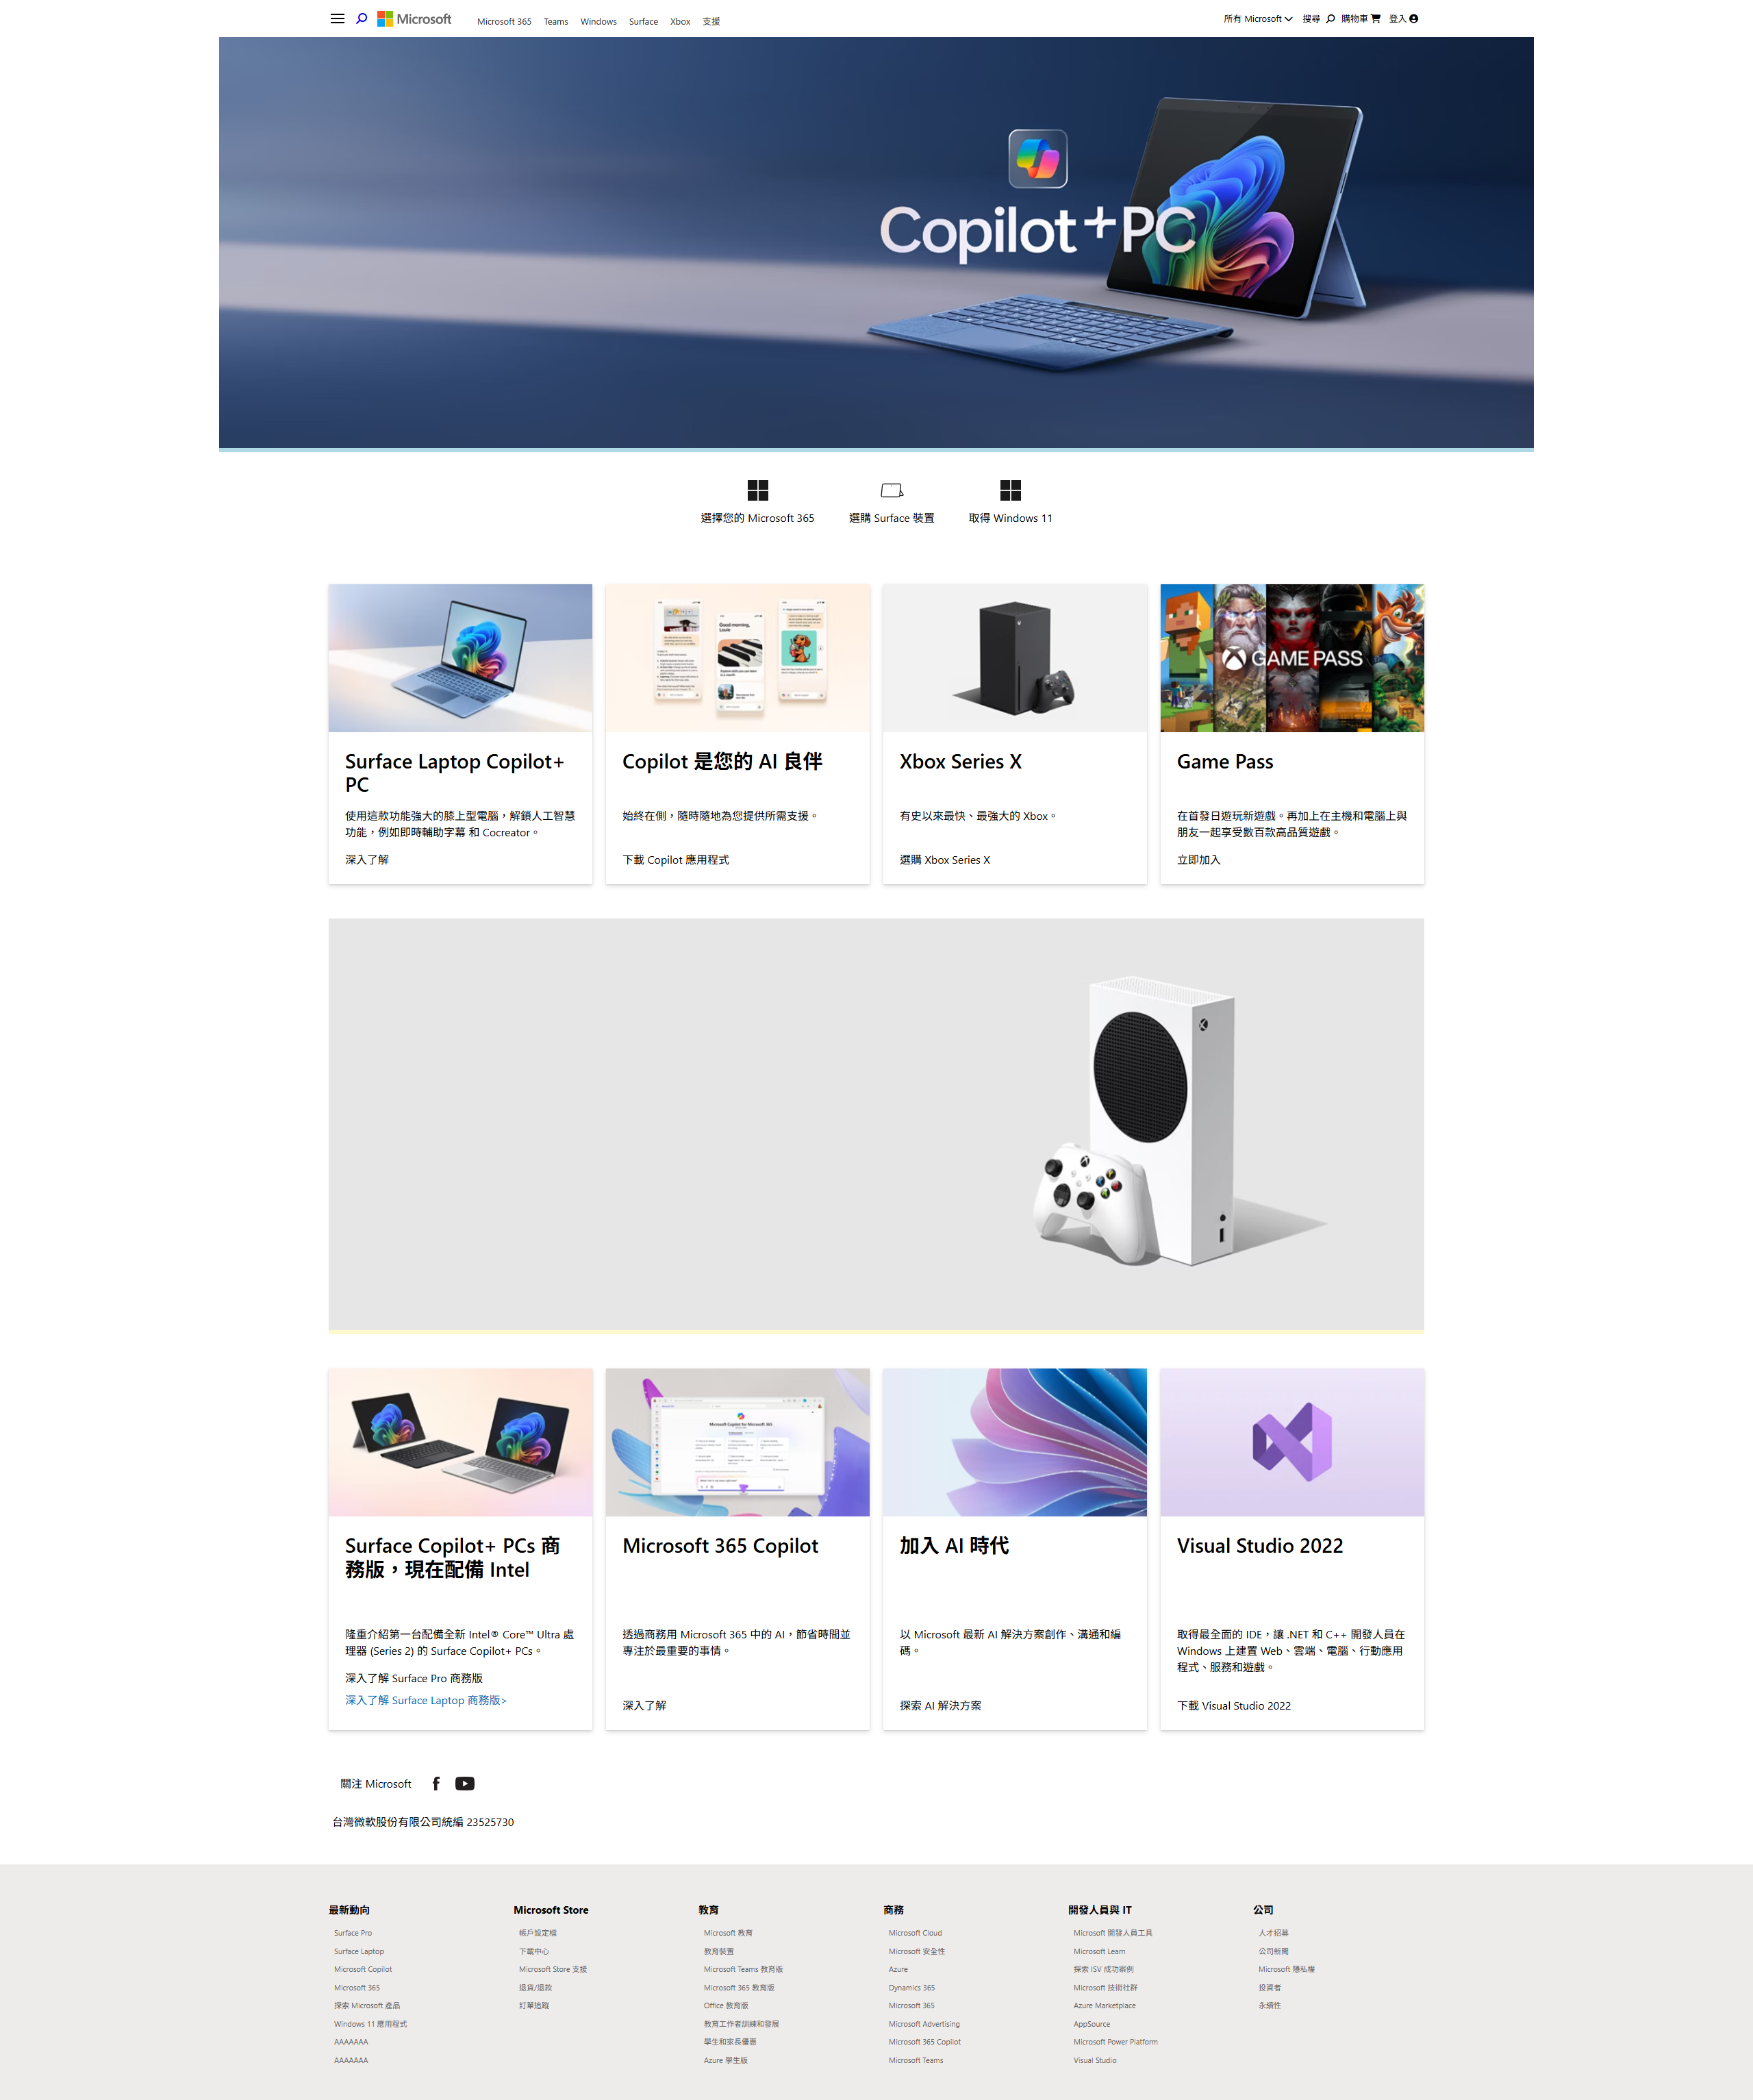 Microsoft
Microsoft 365 Teams Windows Surface Xbox 支援
所有 Microsoft 搜尋 購物車 登入
Copilot+PC
選擇您的 Microsoft 365
選購 Surface 裝置
取得 Windows 11
Surface Laptop Copilot+
PC
使用這款功能強大的膝上型電腦，解鎖人工智慧
功能，例如即時輔助字幕 和 Cocreator。
深入了解
Good morning,
Louie
Copilot 是您的 AI 良伴
始終在側，隨時隨地為您提供所需支援。
下載 Copilot 應用程式
Xbox Series X
有史以來最快、最強大的 Xbox。
選購 Xbox Series X
GAME PASS
Game Pass
在首發日遊玩新遊戲。再加上在主機和電腦上與
朋友一起享受數百款高品質遊戲。
立即加入
Surface Copilot+ PCs 商
務版，現在配備 Intel
隆重介紹第一台配備全新 Intel® Core™ Ultra 處
理器 (Series 2) 的 Surface Copilot+ PCs。
深入了解 Surface Pro 商務版
深入了解 Surface Laptop 商務版>
Microsoft Copilot for Microsoft 365
Microsoft 365 Copilot
透過商務用 Microsoft 365 中的 AI，節省時間並
專注於最重要的事情。
深入了解
加入 AI 時代
以 Microsoft 最新 AI 解決方案創作、溝通和編
碼。
探索 AI 解決方案
Visual Studio 2022
取得最全面的 IDE，讓 .NET 和 C++ 開發人員在
Windows 上建置 Web、雲端、電腦、行動應用
程式、服務和遊戲。
下載 Visual Studio 2022
關注 Microsoft
台灣微軟股份有限公司統編 23525730
最新動向
Surface Pro
Surface Laptop
Microsoft Copilot
Microsoft 365
探索 Microsoft 產品
Windows 11 應用程式
AAAAAAA
AAAAAAA
Microsoft Store
帳戶設定檔
下載中心
Microsoft Store 支援
退貨/退款
訂單追蹤
教育
Microsoft 教育
教育裝置
Microsoft Teams 教育版
Microsoft 365 教育版
Office 教育版
教育工作者訓練和發展
學生和家長優惠
Azure 學生版
商務
Microsoft Cloud
Microsoft 安全性
Azure
Dynamics 365
Microsoft 365
Microsoft Advertising
Microsoft 365 Copilot
Microsoft Teams
開發人員與 IT
Microsoft 開發人員工具
Microsoft Learn
探索 ISV 成功案例
Microsoft 技術社群
Azure Marketplace
AppSource
Microsoft Power Platform
Visual Studio
公司
人才招募
公司新聞
Microsoft 隱私權
投資者
永續性